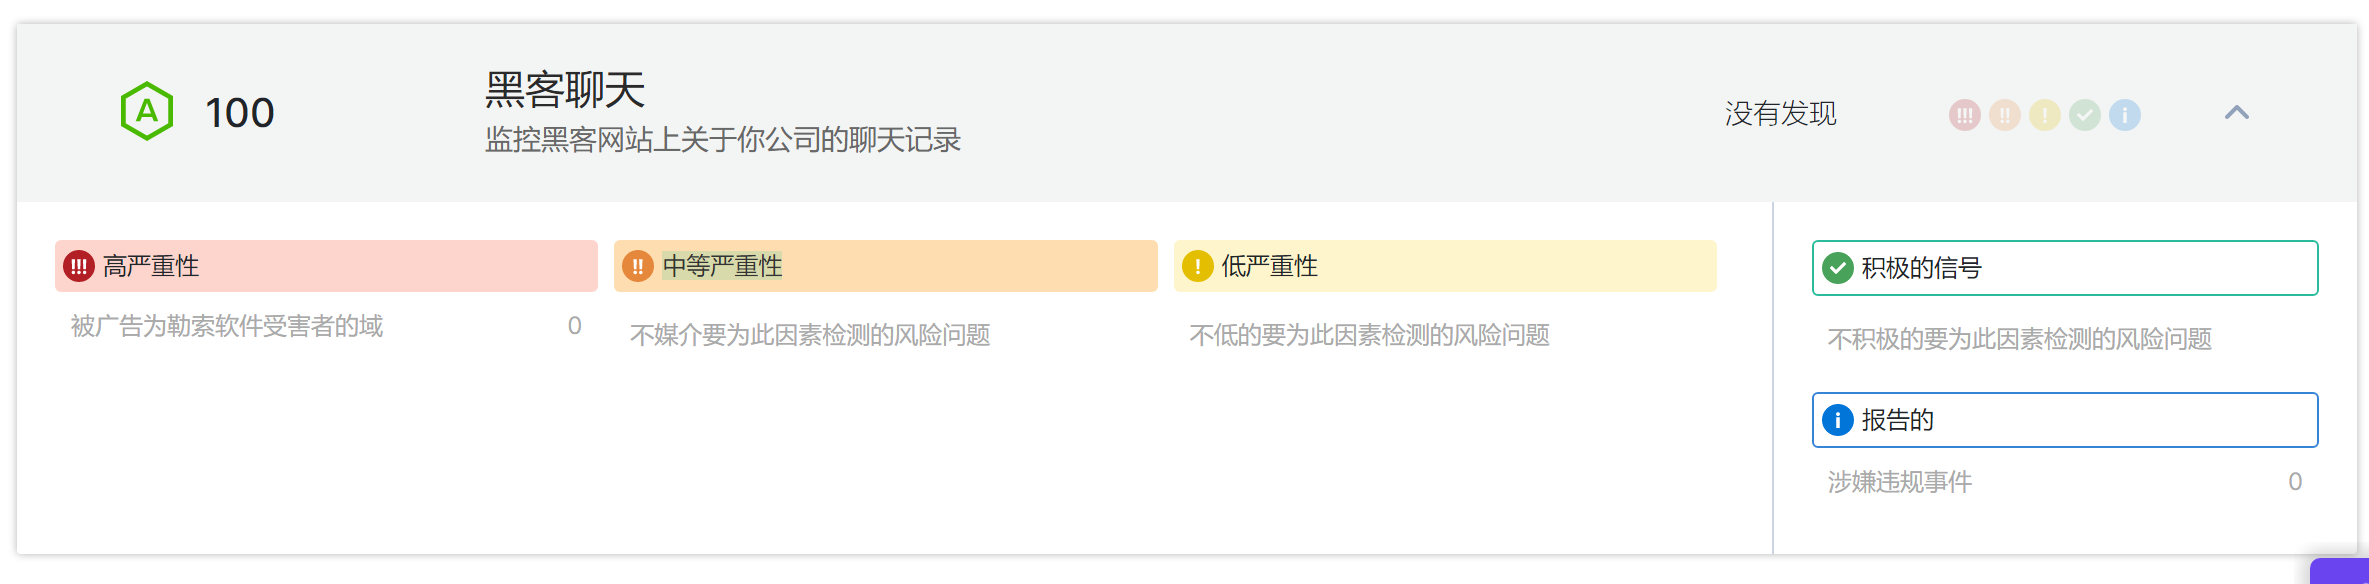 A 100
黑客聊天
监控黑客网站上关于你公司的聊天记录
没有发现
高严重性
被广告为勒索软件受害者的域 0
中等严重性
不媒介要为此因素检测的风险问题
低严重性
不低的要为此因素检测的风险问题
积极的信号
不积极的要为此因素检测的风险问题
报告的
涉嫌违规事件 0